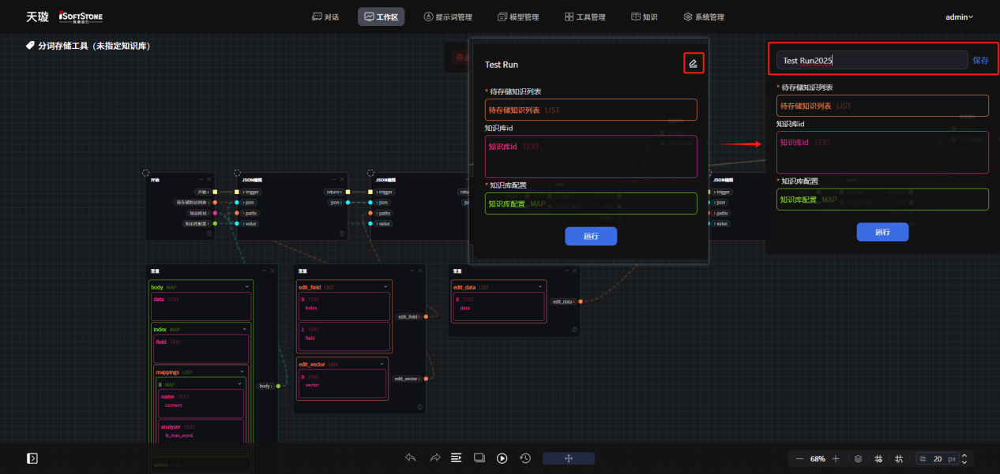 天璇 iSoftStone
软通动力
对话
工作区
提示词管理
模型管理
工具管理
知识
系统管理
admin
分词存储工具（未指定知识库）
停止
Test Run
* 待存储知识列表
待存储知识列表 LIST
知识库id
知识库id TEXT
* 知识库配置
知识库配置 MAP
运行
Test Run2025
保存
* 待存储知识列表
待存储知识列表 LIST
知识库id
知识库id TEXT
* 知识库配置
知识库配置 MAP
运行
开始
开始
待存储知识列表
知识库id
知识库配置
JSON编辑
trigger
json
paths
value
return
json
JSON编辑
trigger
json
paths
value
trigger
json
paths
value
常量
body MAP
data TEXT
index MAP
field TEXT
mappings LIST
0 MAP
name TEXT
content
analyzer TEXT
ik_max_word
vector
body
常量
edit_field LIST
0 TEXT
index
1 TEXT
field
edit_field
edit_vector LIST
0 TEXT
vector
edit_vector
常量
edit_data LIST
0 TEXT
data
edit_data
68%
20 px